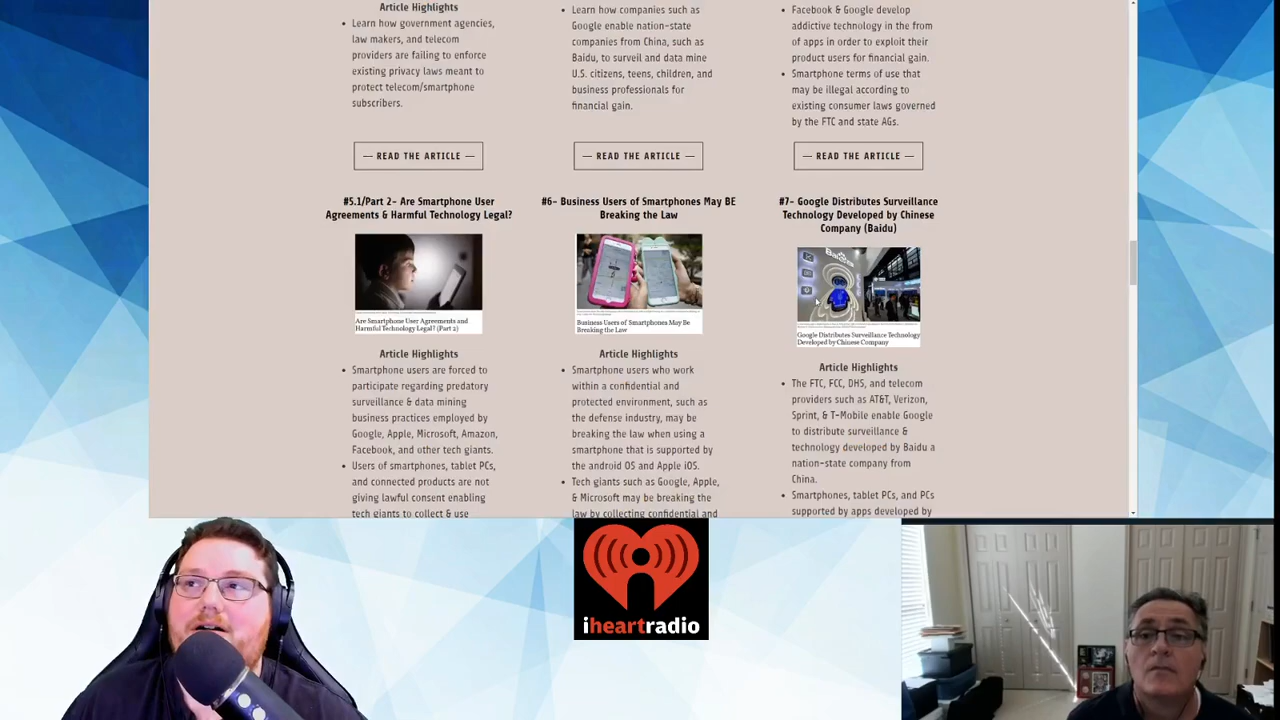 Article Highlights
• Learn how government agencies,
law makers, and telecom
providers are failing to enforce
existing privacy laws meant to
protect telecom/smartphone
subscribers.
— READ THE ARTICLE —
• Learn how companies such as
Google enable nation-state
companies from China, such as
Baidu, to surveil and data mine
U.S. citizens, teens, children, and
business professionals for
financial gain.
— READ THE ARTICLE —
• Facebook & Google develop
addictive technology in the from
of apps in order to exploit their
product users for financial gain.
• Smartphone terms of use that
may be illegal according to
existing consumer laws governed
by the FTC and state AGs.
— READ THE ARTICLE —
#5.1/Part 2- Are Smartphone User
Agreements & Harmful Technology Legal?
Are Smartphone User Agreements and
Harmful Technology Legal? (Part 2)
Article Highlights
• Smartphone users are forced to
participate regarding predatory
surveillance & data mining
business practices employed by
Google, Apple, Microsoft, Amazon,
Facebook, and other tech giants.
• Users of smartphones, tablet PCs,
and connected products are not
giving lawful consent enabling
tech giants to collect & use
#6- Business Users of Smartphones May BE
Breaking the Law
Business Users of Smartphones May Be
Breaking the Law
Article Highlights
• Smartphone users who work
within a confidential and
protected environment, such as
the defense industry, may be
breaking the law when using a
smartphone that is supported by
the android OS and Apple iOS.
• Tech giants such as Google, Apple,
& Microsoft may be breaking the
law by collecting confidential and
#7- Google Distributes Surveillance
Technology Developed by Chinese
Company (Baidu)
Google Distributes Surveillance Technology
Developed by Chinese Company
Article Highlights
• The FTC, FCC, DHS, and telecom
providers such as AT&T, Verizon,
Sprint, & T-Mobile enable Google
to distribute surveillance &
technology developed by Baidu a
nation-state company from
China.
• Smartphones, tablet PCs, and PCs
supported by apps developed by
iheartradio